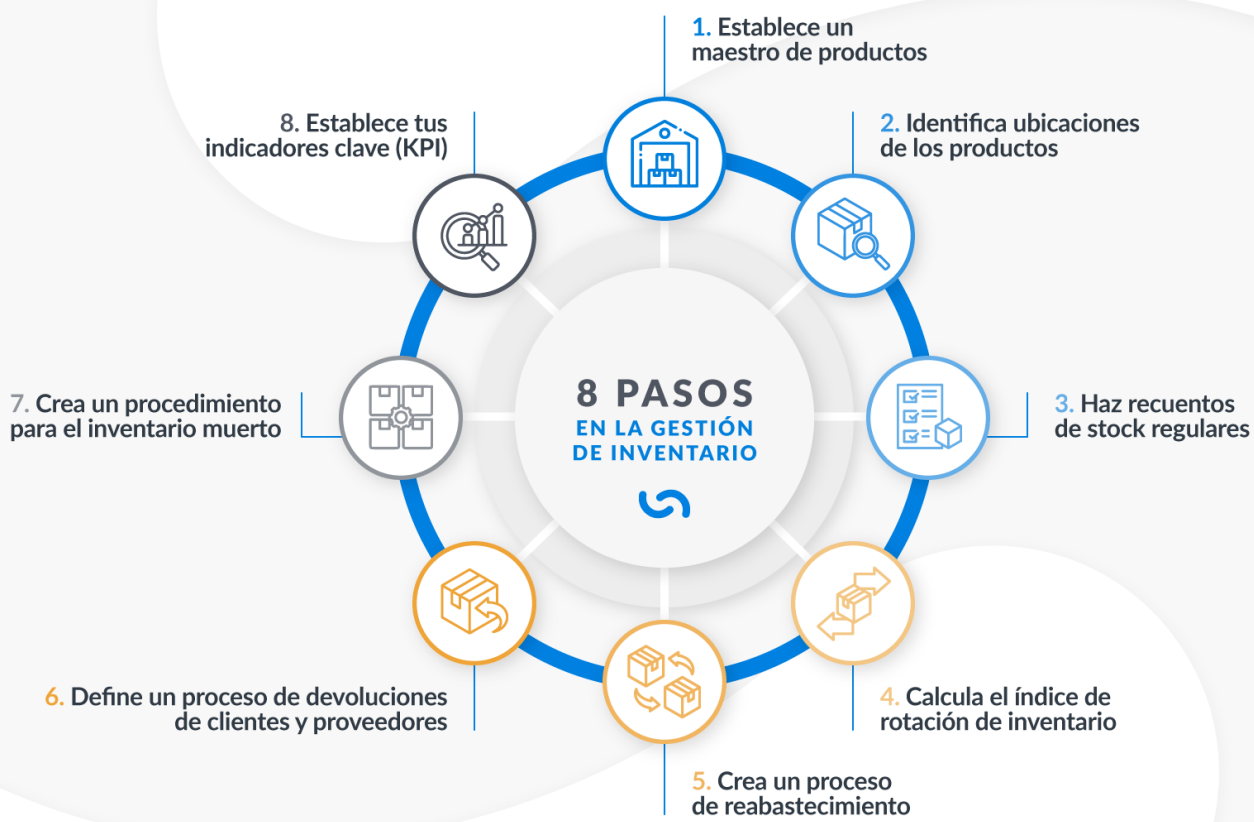 8 PASOS
EN LA GESTIÓN
DE INVENTARIO
1. Establece un
maestro de productos
2. Identifica ubicaciones
de los productos
3. Haz recuentos
de stock regulares
4. Calcula el índice de
rotación de inventario
5. Crea un proceso
de reabastecimiento
6. Define un proceso de devoluciones
de clientes y proveedores
7. Crea un procedimiento
para el inventario muerto
8. Establece tus
indicadores clave (KPI)